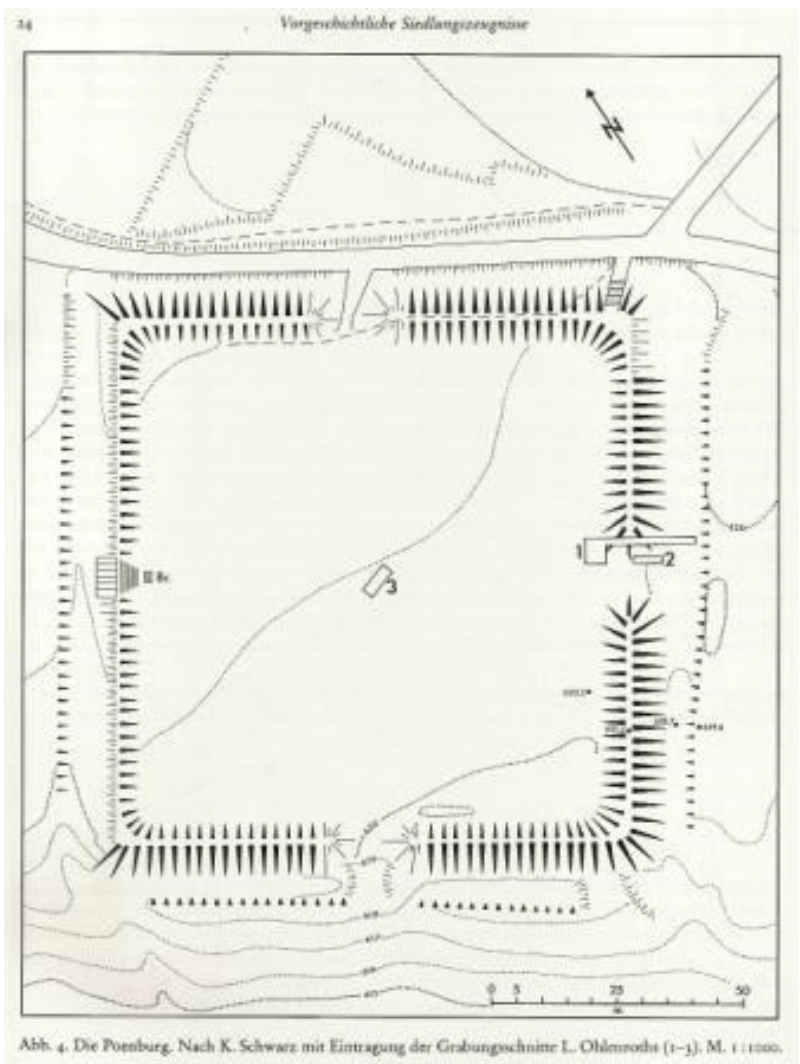 24
Vorgeschichtliche Siedlungszeugnisse
N
1
2
3
0 5 25 50
m
Abb. 4. Die Poenburg. Nach K. Schwarz mit Eintragung der Grabungsschnitte L. Ohlenroths (1-3). M. 1:1000.